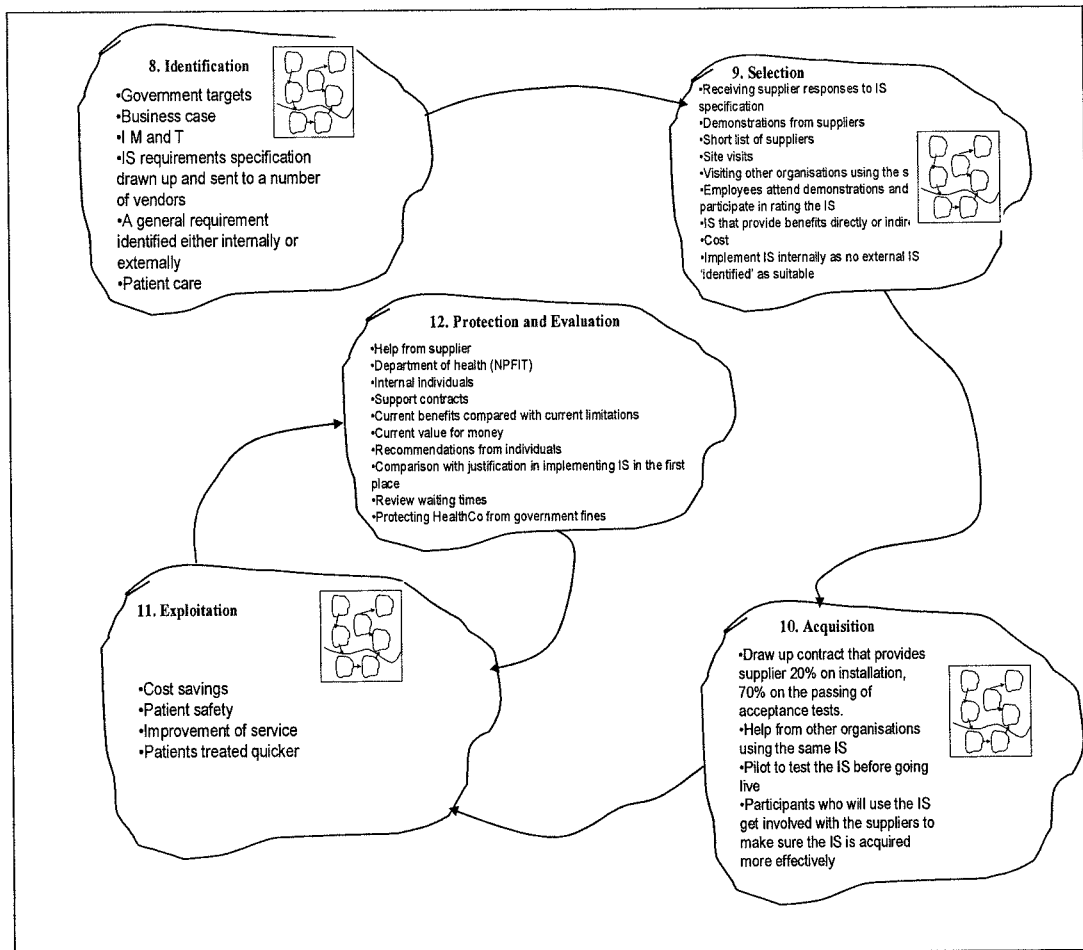 8. Identification
•Government targets
•Business case
•I M and T
•IS requirements specification
drawn up and sent to a number
of vendors
•A general requirement
identified either internally or
externally
•Patient care
9. Selection
•Receiving supplier responses to IS
specification
•Demonstrations from suppliers
•Short list of suppliers
•Site visits
•Visiting other organisations using the s
•Employees attend demonstrations and
participate in rating the IS
•IS that provide benefits directly or indire
•Cost
•Implement IS internally as no external IS
'identified' as suitable
12. Protection and Evaluation
•Help from supplier
•Department of health (NPFIT)
•Internal individuals
•Support contracts
•Current benefits compared with current limitations
•Current value for money
•Recommendations from individuals
•Comparison with justification in implementing IS in the first
place
•Review waiting times
•Protecting HealthCo from government fines
11. Exploitation
•Cost savings
•Patient safety
•Improvement of service
•Patients treated quicker
10. Acquisition
•Draw up contract that provides
supplier 20% on installation,
70% on the passing of
acceptance tests.
•Help from other organisations
using the same IS
•Pilot to test the IS before going
live
•Participants who will use the IS
get involved with the suppliers to
make sure the IS is acquired
more effectively